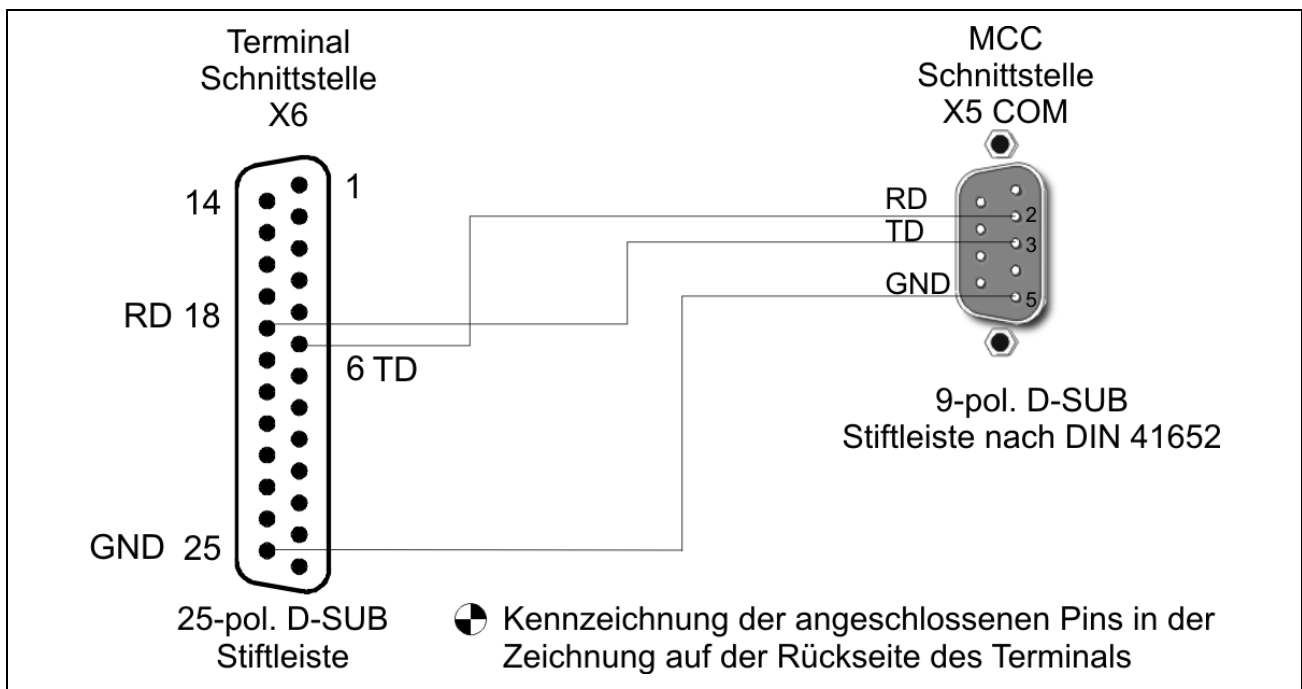 Terminal
Schnittstelle
X6
MCC
Schnittstelle
X5 COM
14
1
RD
2
TD
3
GND
5
RD 18
6 TD
9-pol. D-SUB
Stiftleiste nach DIN 41652
GND 25
25-pol. D-SUB
Stiftleiste
Kennzeichnung der angeschlossenen Pins in der
Zeichnung auf der Rückseite des Terminals